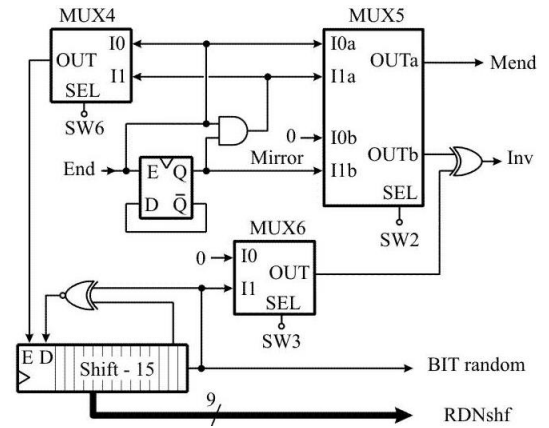 MUX4
MUX5
I0
I0a
OUT
OUTa
Mend
I1
I1a
SEL
SW6
0
I0b
End
E
Q
Mirror
I1b
OUTb
Inv
D
Q̅
SEL
MUX6
SW2
0
I0
OUT
I1
SEL
SW3
E D
Shift - 15
BIT random
9
RDNshf